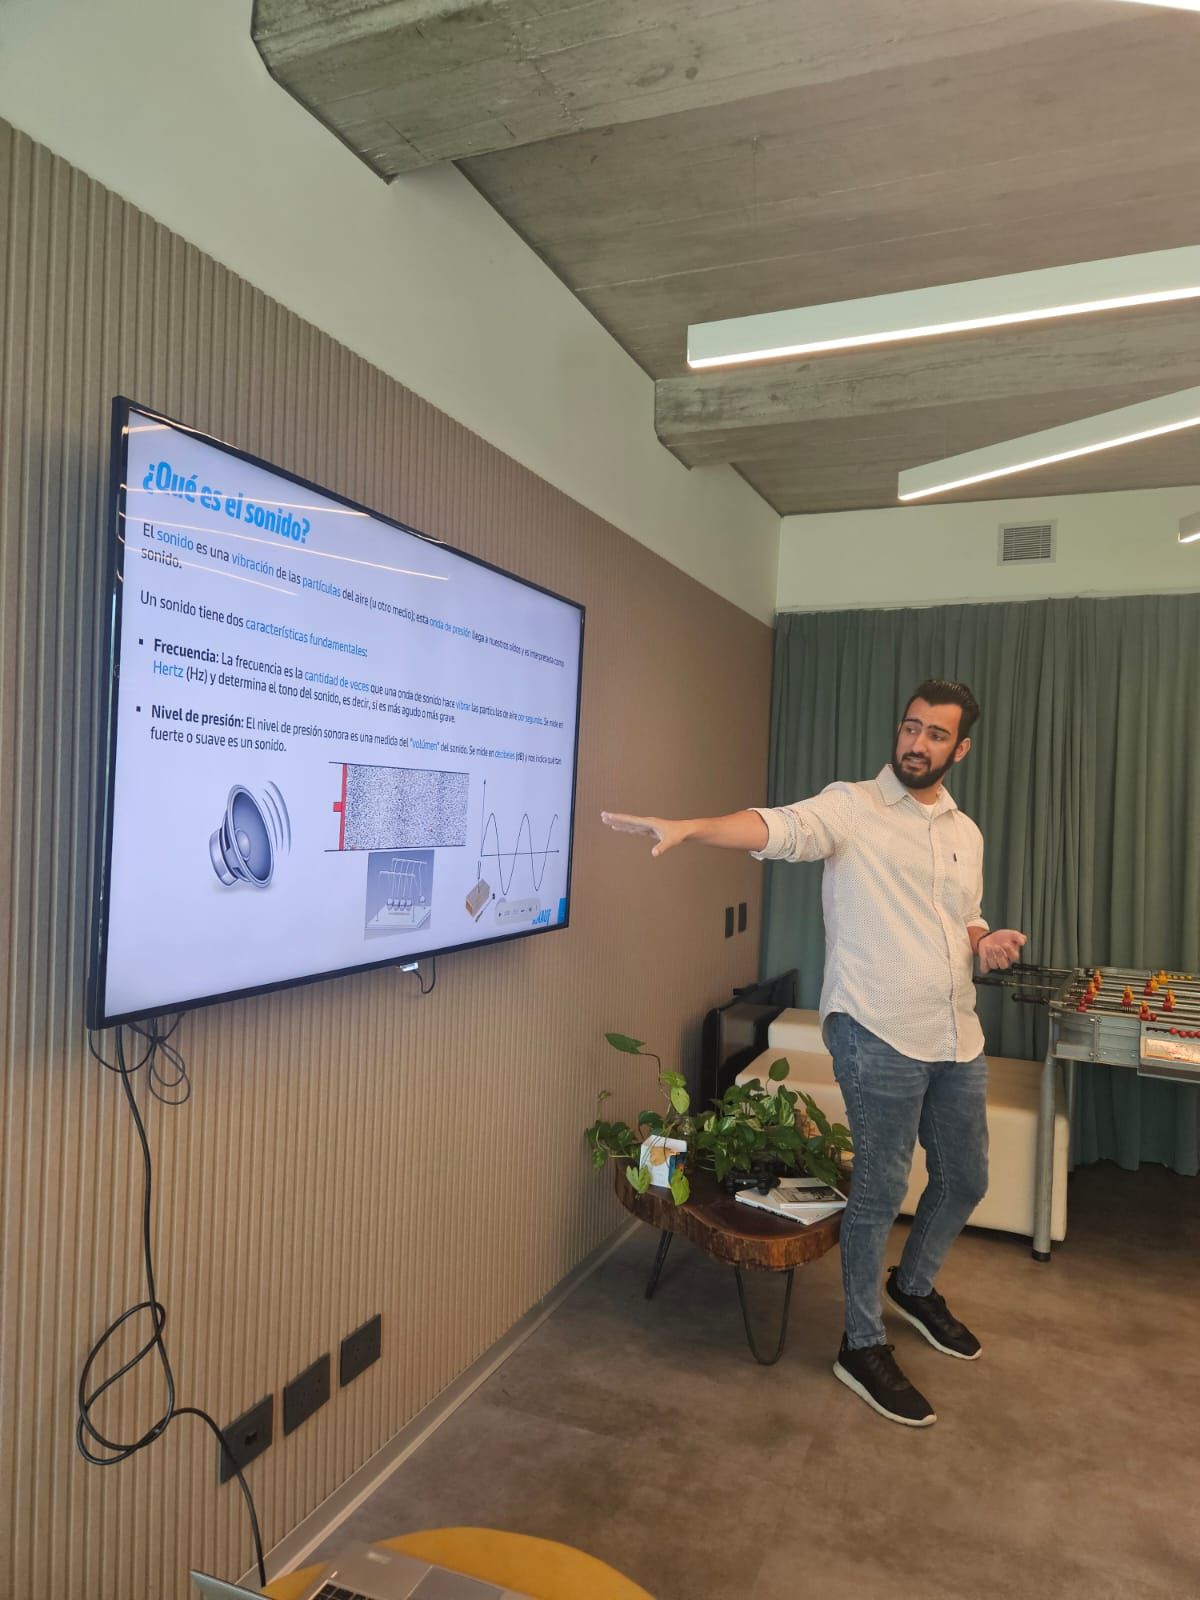 ¿Qué es el sonido?
El sonido es una vibración de las partículas del aire (u otro medio); esta onda de presión llega a nuestros oídos y es interpretada como
sonido.
Un sonido tiene dos características fundamentales:
▪ Frecuencia: La frecuencia es la cantidad de veces que una onda de sonido hace vibrar las partículas de aire por segundo. Se mide en
Hertz (Hz) y determina el tono del sonido, es decir, si es más agudo o más grave.
▪ Nivel de presión: El nivel de presión sonora es una medida del "volúmen" del sonido. Se mide en decibeles (dB) y nos indica qué tan
fuerte o suave es un sonido.
KNAUF